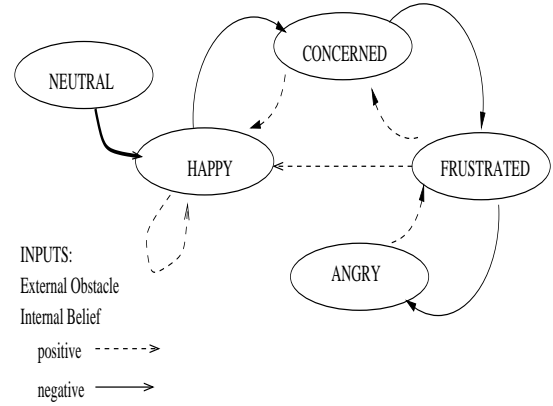 CONCERNED
NEUTRAL
HAPPY
FRUSTRATED
ANGRY
INPUTS:
External Obstacle
Internal Belief
positive
negative